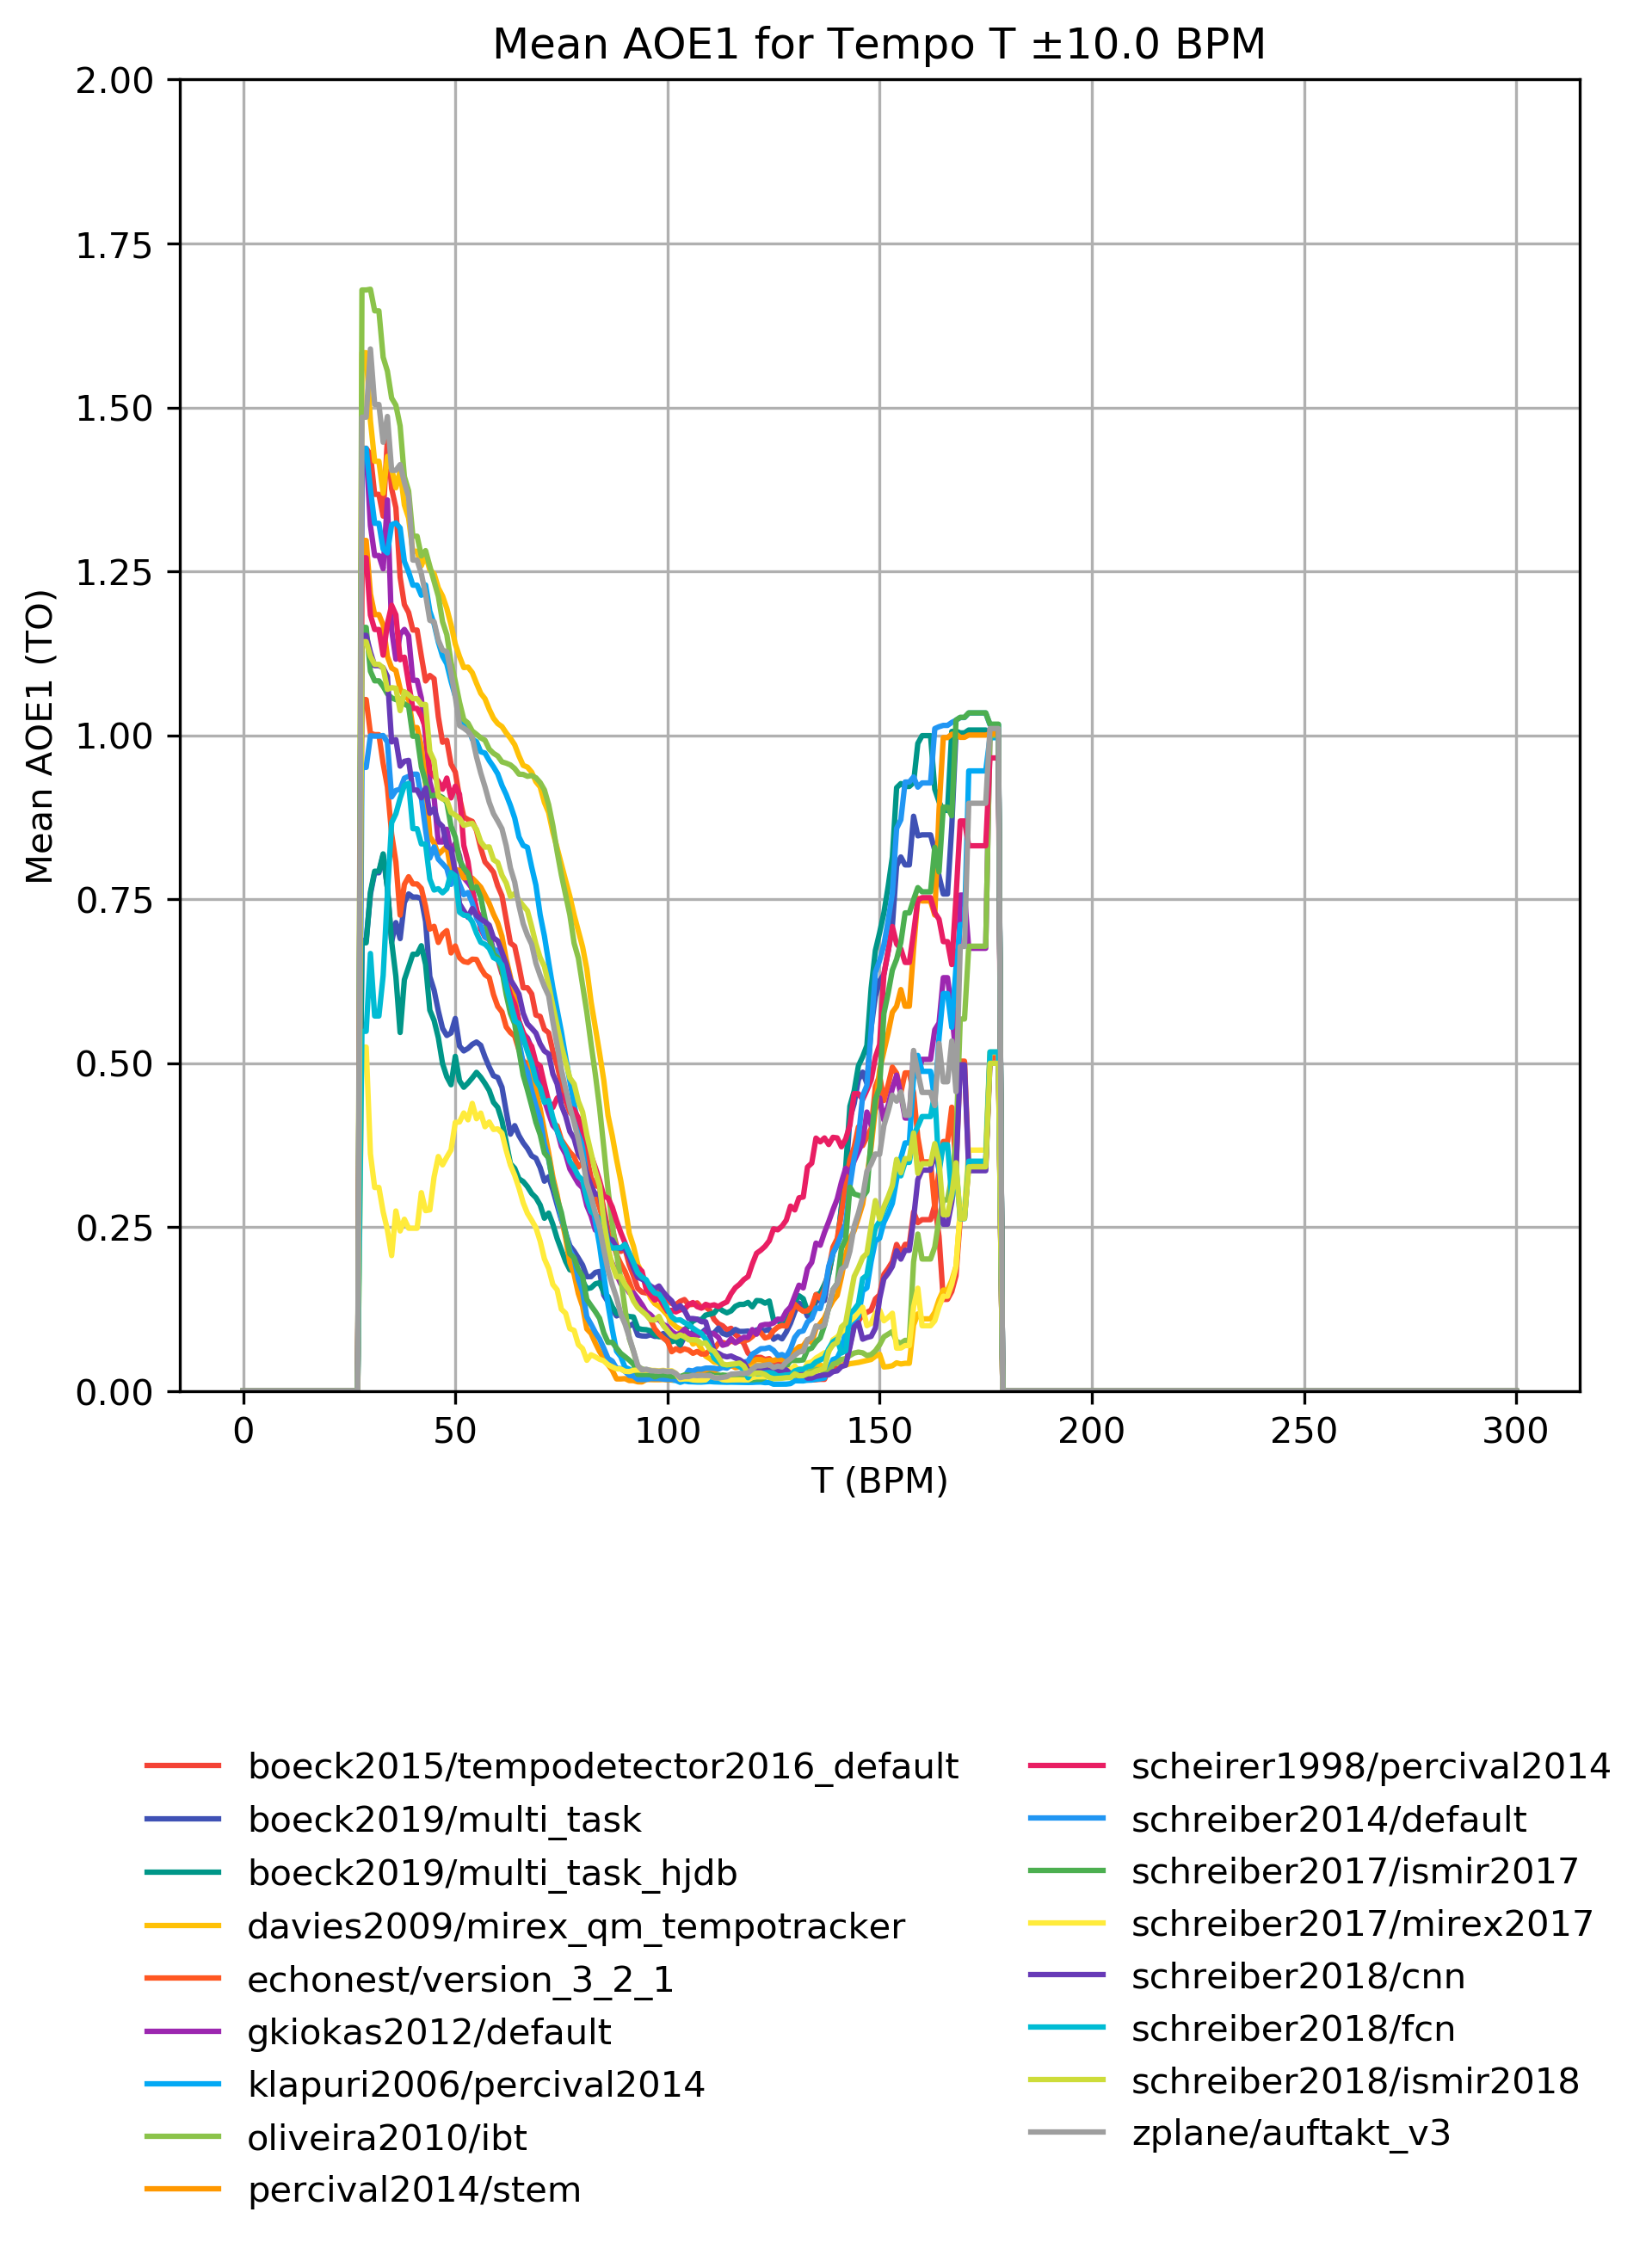 Mean AOE1 for Tempo T ±10.0 BPM
2.00
1.75
1.50
1.25
1.00
0.75
0.50
0.25
0.00
Mean AOE1 (TO)
0 50 100 150 200 250 300
T (BPM)
boeck2015/tempodetector2016_default
boeck2019/multi_task
boeck2019/multi_task_hjdb
davies2009/mirex_qm_tempotracker
echonest/version_3_2_1
gkiokas2012/default
klapuri2006/percival2014
oliveira2010/ibt
percival2014/stem
scheirer1998/percival2014
schreiber2014/default
schreiber2017/ismir2017
schreiber2017/mirex2017
schreiber2018/cnn
schreiber2018/fcn
schreiber2018/ismir2018
zplane/auftakt_v3